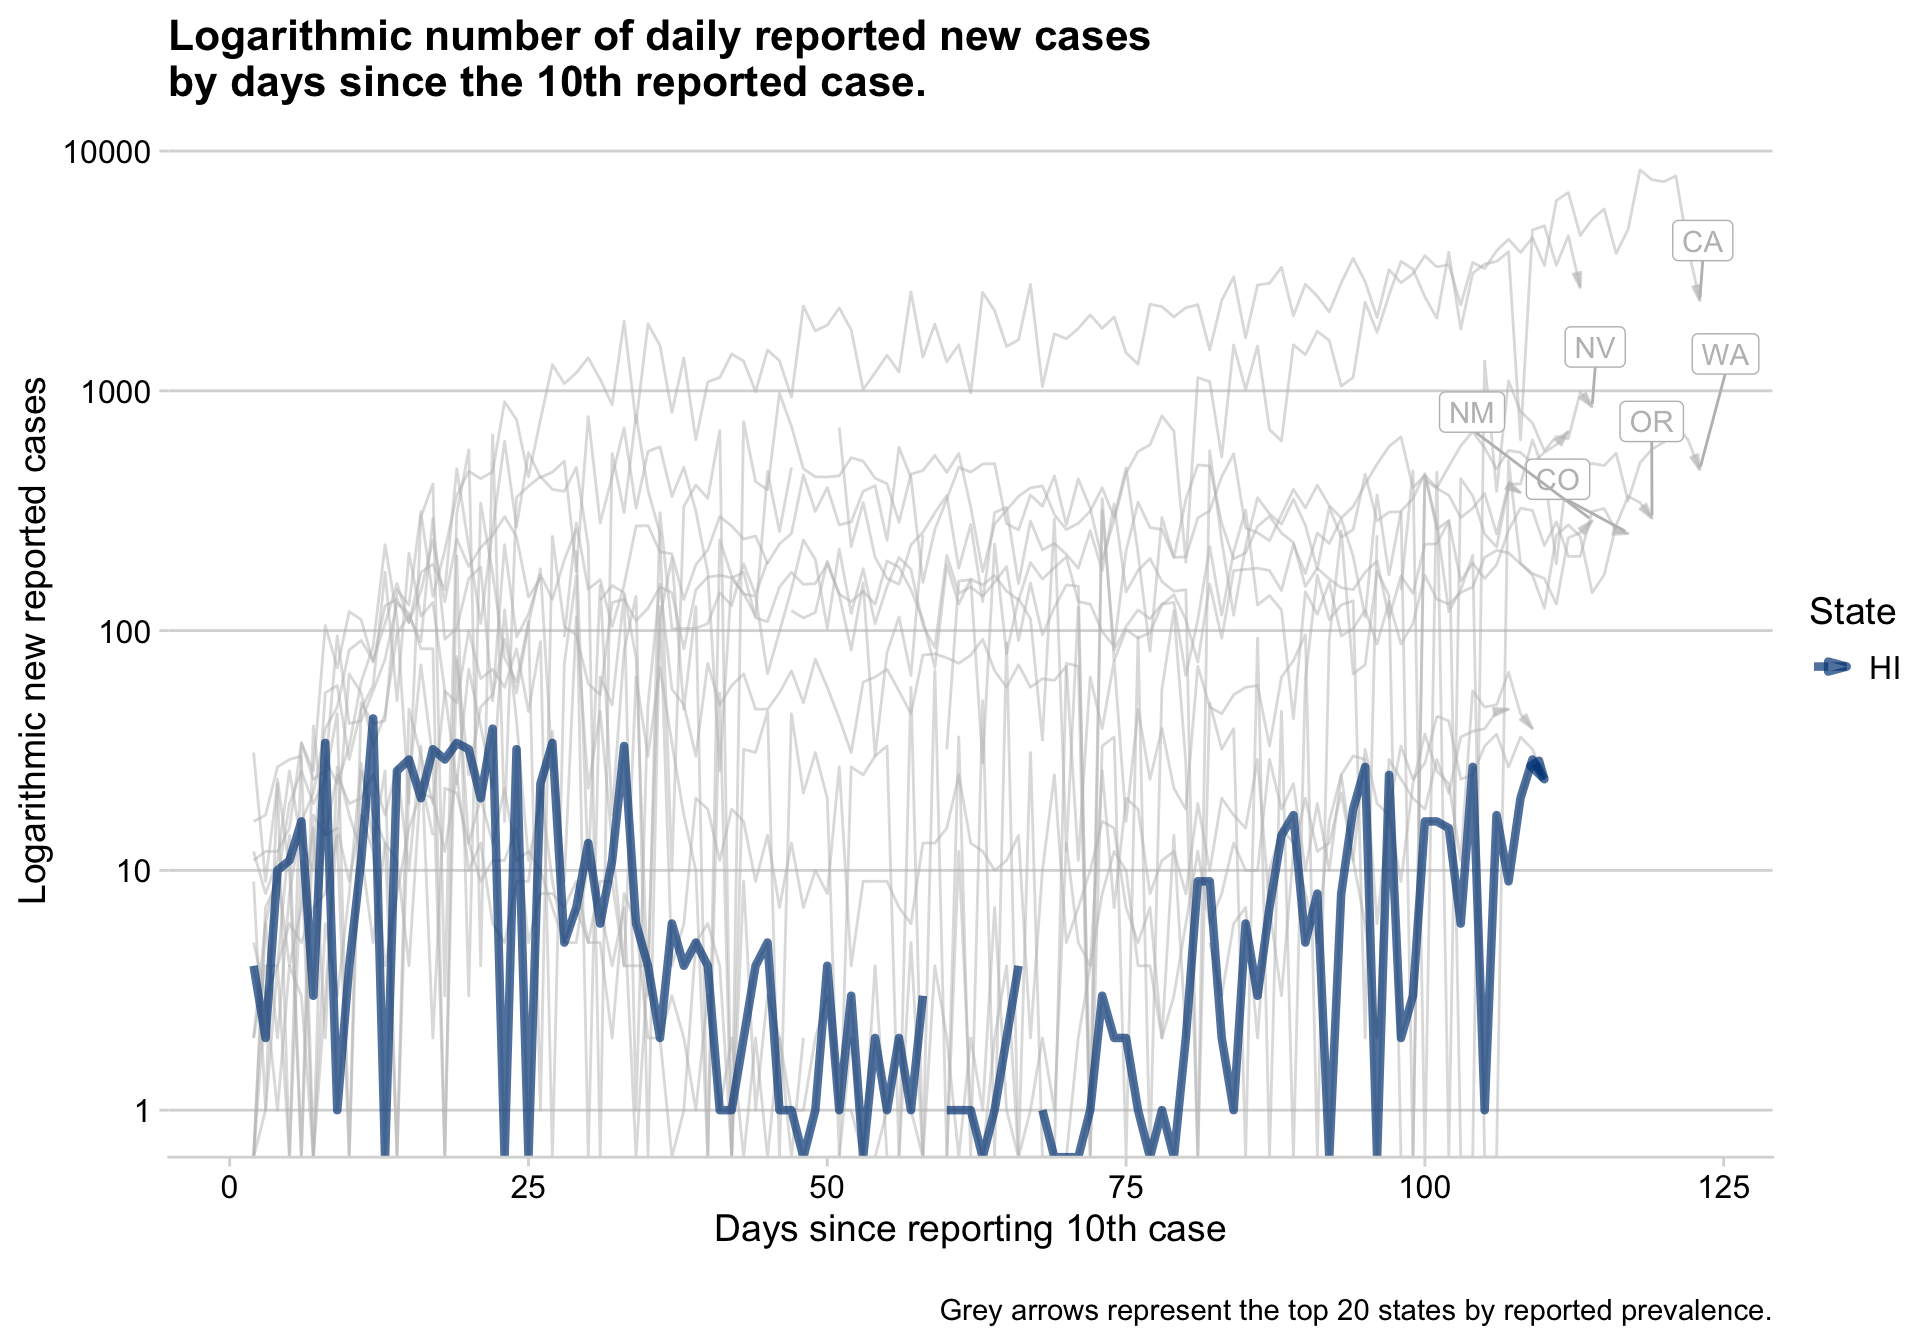 Logarithmic number of daily reported new cases
by days since the 10th reported case.
Logarithmic new reported cases
10000
1000
100
10
1
CA
NV
WA
NM
OR
CO
State
HI
0
25
50
75
100
125
Days since reporting 10th case
Grey arrows represent the top 20 states by reported prevalence.